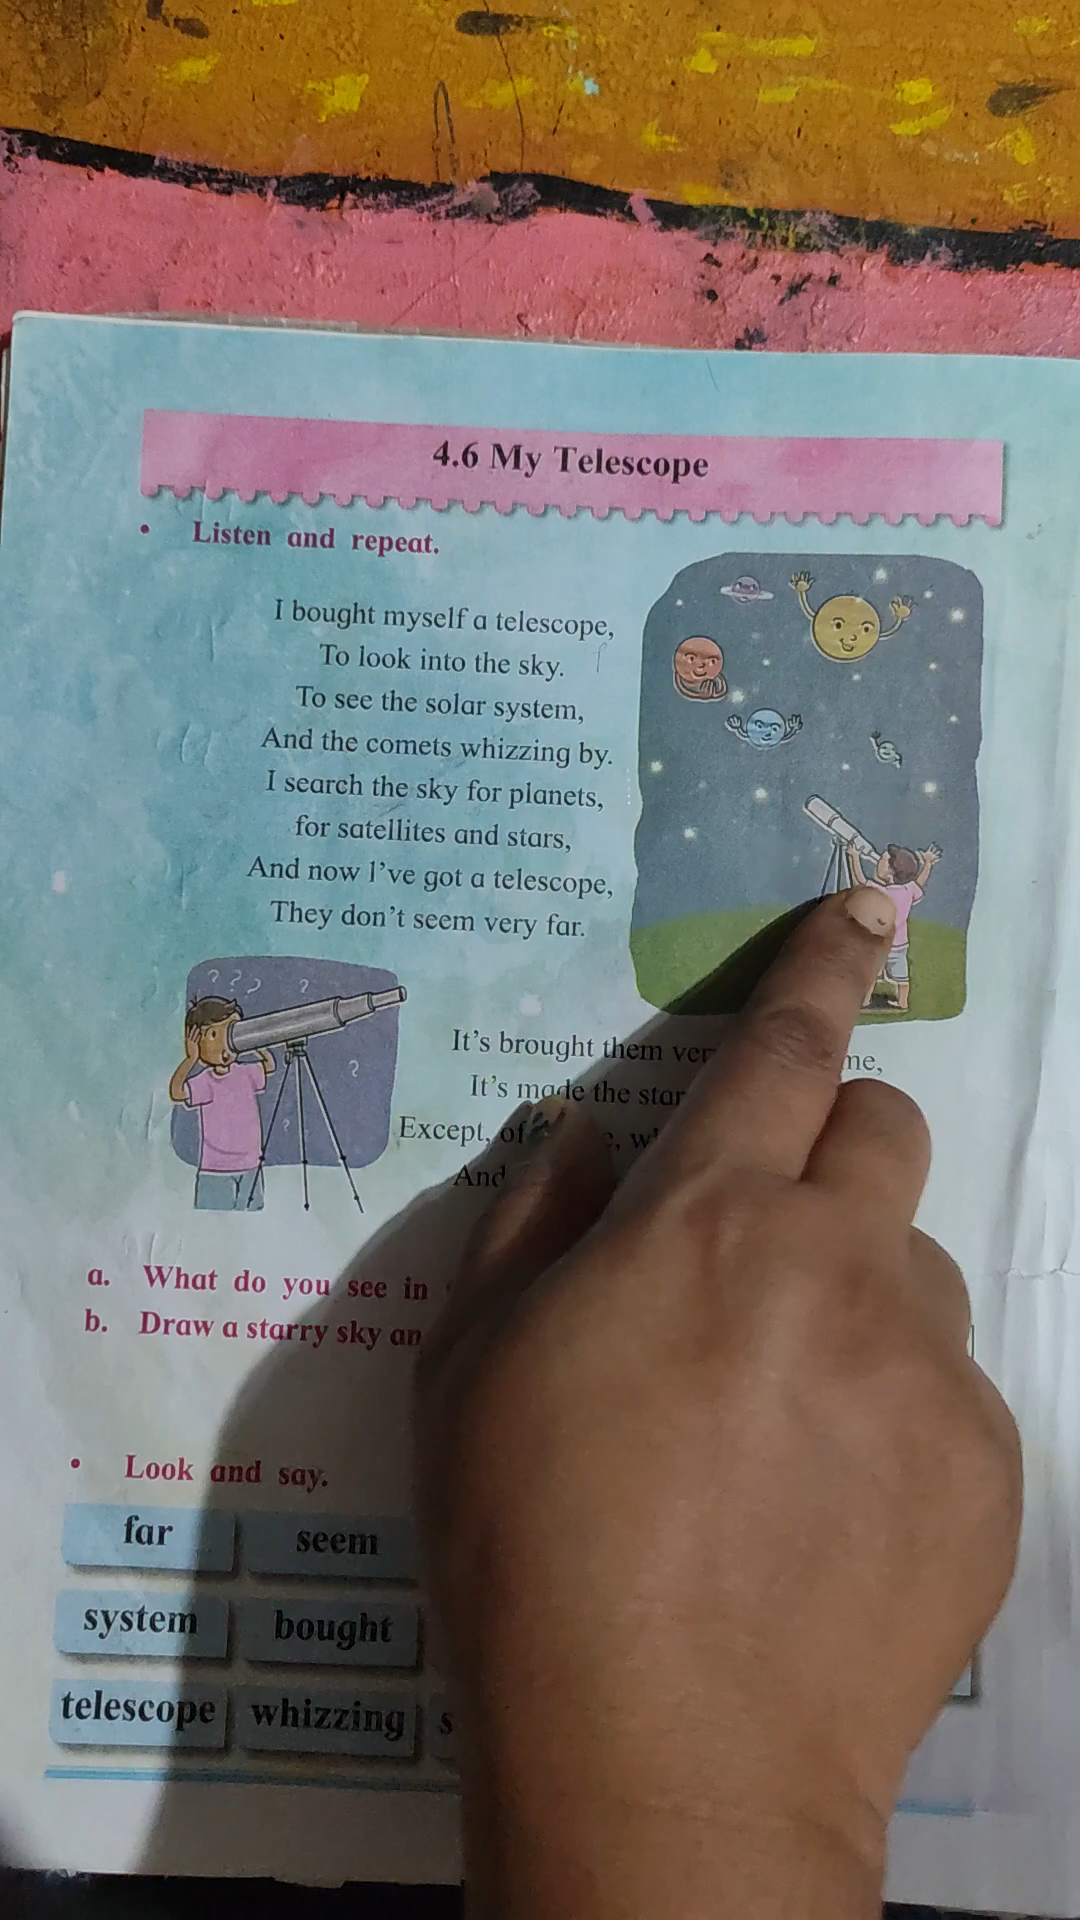 4.6 My Telescope
• Listen and repeat.
I bought myself a telescope,
To look into the sky.
To see the solar system,
And the comets whizzing by.
I search the sky for planets,
for satellites and stars,
And now I've got a telescope,
They don't seem very far.
? ? ? ?
?
?
It's brought them me,
It's made the
Except, of
And
a. What do you see in
b. Draw a starry sky
• Look and say.
far seem
system bought
telescope whizzing